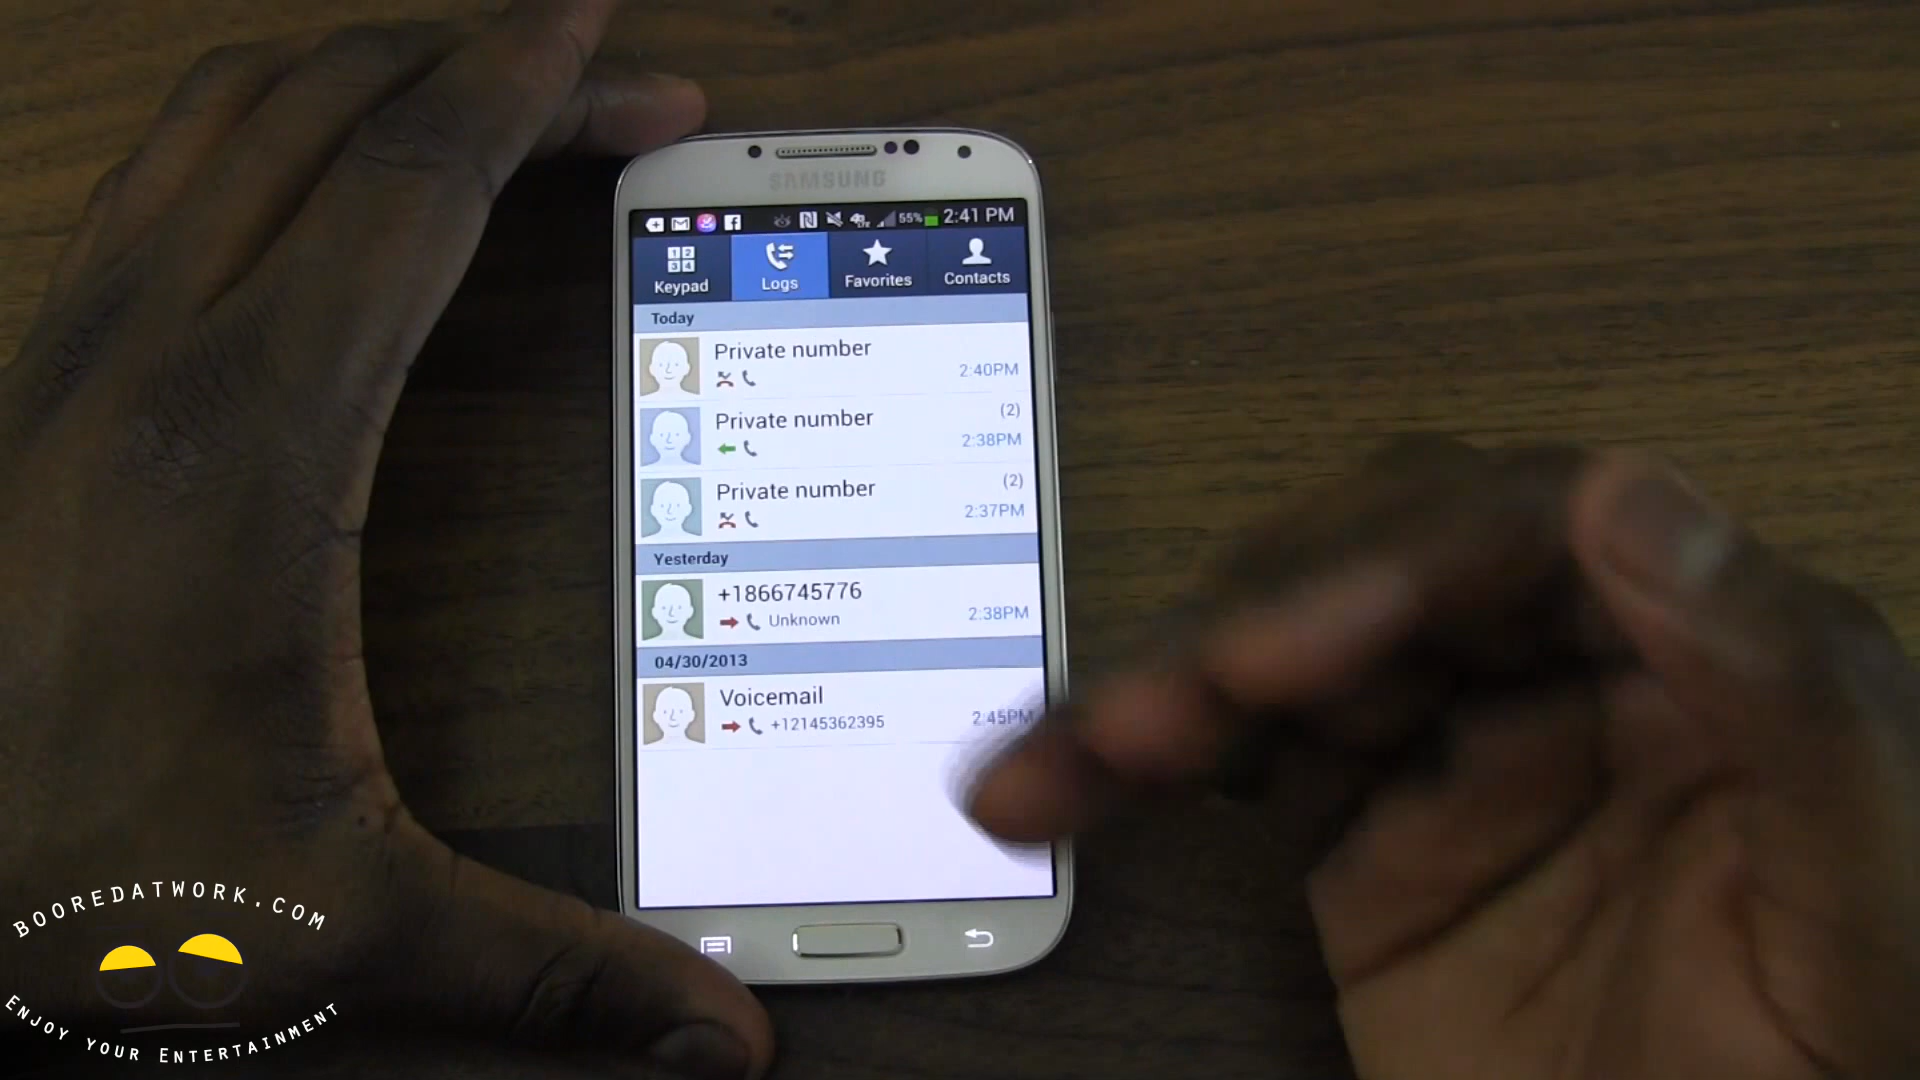 SAMSUNG
55% 2:41 PM
Keypad
Logs
Favorites
Contacts
Today
Private number
2:40PM
Private number (2)
2:38PM
Private number (2)
2:37PM
Yesterday
+1866745776
Unknown 2:38PM
04/30/2013
Voicemail
+12145362395 2:45PM
BOOREDATWORK.COM
ENJOY YOUR ENTERTAINMENT